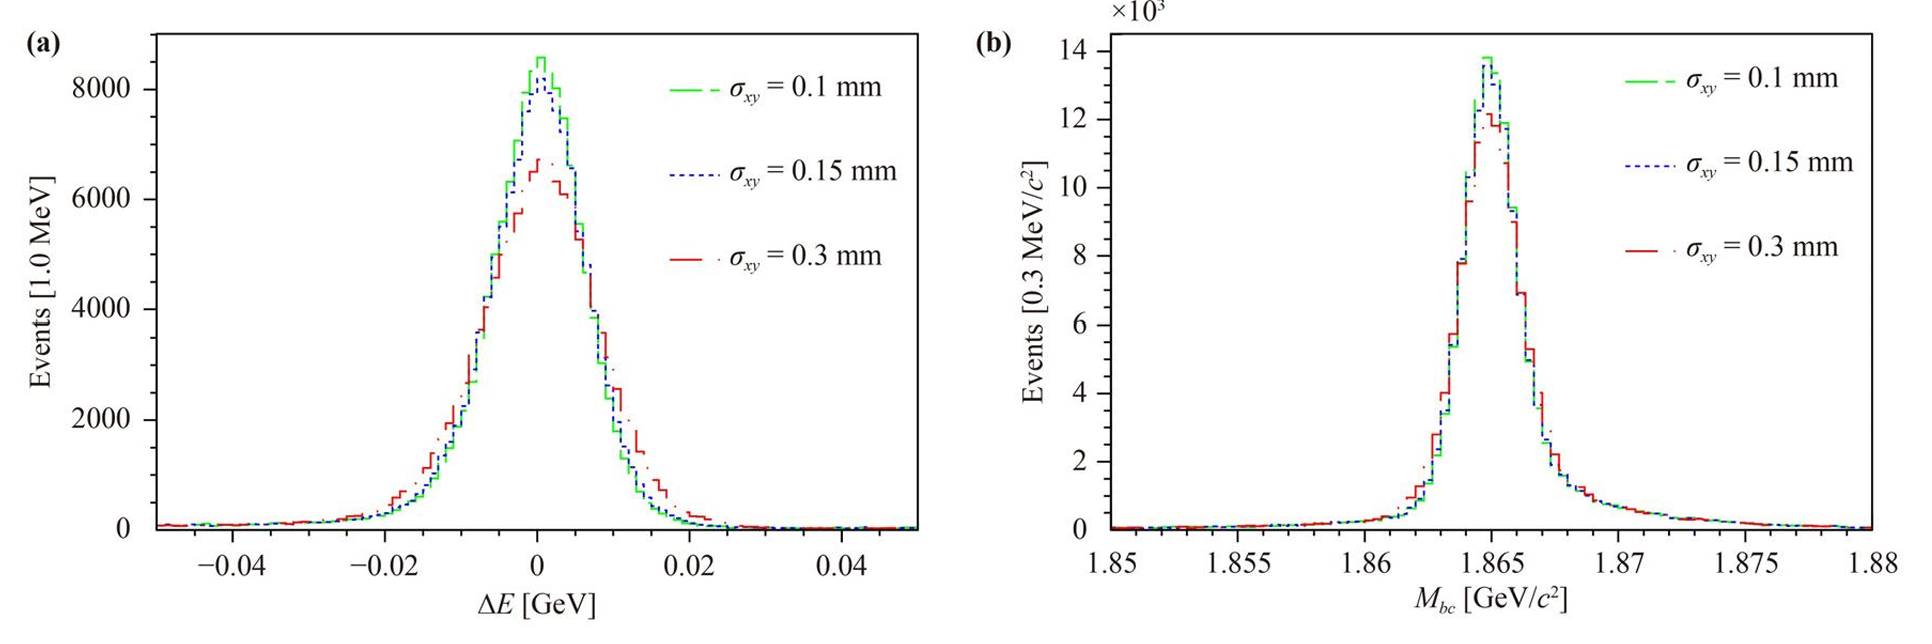 (a)
8000
6000
4000
2000
0
Events [1.0 MeV]
σxy = 0.1 mm
σxy = 0.15 mm
σxy = 0.3 mm
−0.04 −0.02 0 0.02 0.04
ΔE [GeV]
(b)
×10³
14
12
10
8
6
4
2
0
Events [0.3 MeV/c²]
σxy = 0.1 mm
σxy = 0.15 mm
σxy = 0.3 mm
1.85 1.855 1.86 1.865 1.87 1.875 1.88
Mbc [GeV/c²]